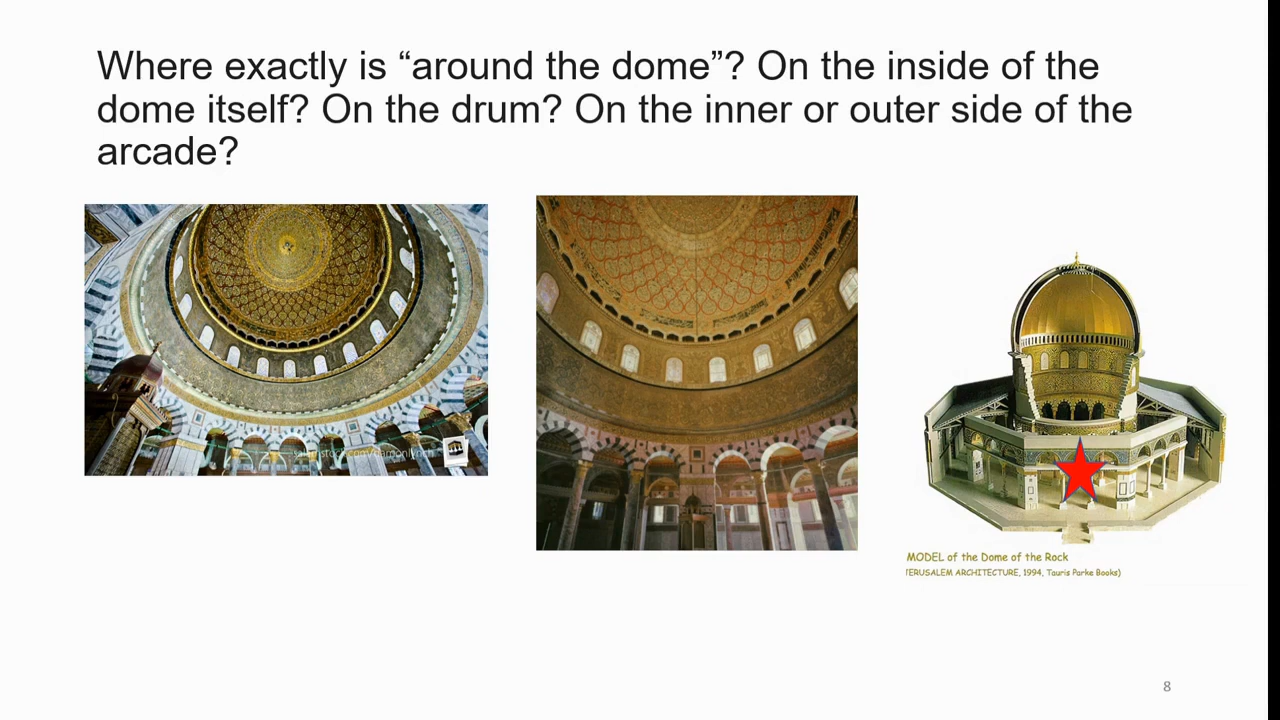 Where exactly is “around the dome”? On the inside of the
dome itself? On the drum? On the inner or outer side of the
arcade?
MODEL of the Dome of the Rock
ERUSALEM ARCHITECTURE, 1994, Tauris Parke Books)
8